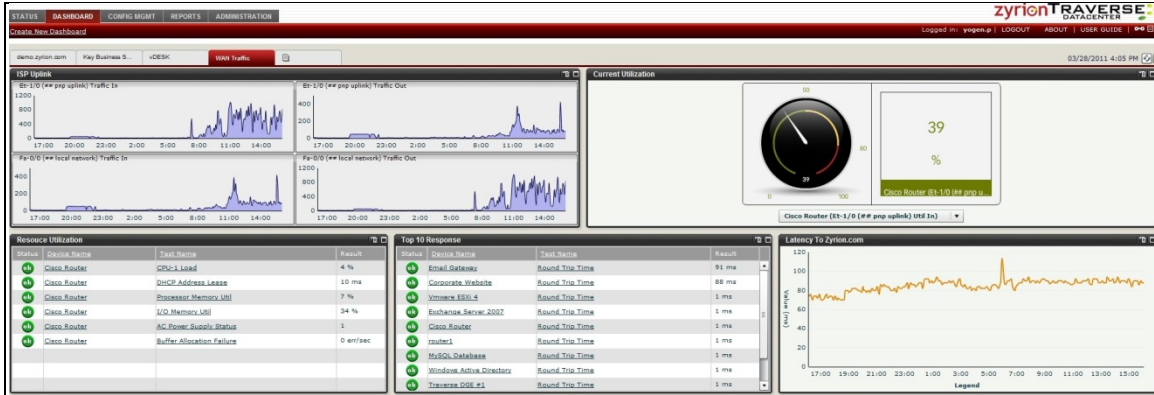 STATUS DASHBOARD CONFIG MGMT REPORTS ADMINISTRATION
zyrion TRAVERSE
DATACENTER
Create New Dashboard
Logged in: yogen.p | LOGOUT ABOUT | USER GUIDE |
demo.zyrion.com Key Business S... vDESK WAN Traffic
03/28/2011 4:05 PM
ISP Uplink
Et-1/0 (## pnp uplink) Traffic In
1200
800
400
0
17:00 20:00 23:00 2:00 5:00 8:00 11:00 14:00
Et-1/0 (## pnp uplink) Traffic Out
400
200
0
17:00 20:00 23:00 2:00 5:00 8:00 11:00 14:00
Fa-0/0 (## local network) Traffic In
400
200
0
17:00 20:00 23:00 2:00 5:00 8:00 11:00 14:00
Fa-0/0 (## local network) Traffic Out
1200
800
400
0
17:00 20:00 23:00 2:00 5:00 8:00 11:00 14:00
Current Utilization
50
80
39
0
100
39
%
Cisco Router (Et-1/0 (## pnp u...
Cisco Router (Et-1/0 (## pnp uplink) Util In)
Resouce Utilization
Status Device Name Test Name Result
ok Cisco Router CPU-1 Load 4 %
ok Cisco Router DHCP Address Lease 10 ms
ok Cisco Router Processor Memory Util 7 %
ok Cisco Router I/O Memory Util 34 %
ok Cisco Router AC Power Supply Status 1
ok Cisco Router Buffer Allocation Failure 0 err/sec
Top 10 Response
Status Device Name Test Name Result
ok Email Gateway Round Trip Time 91 ms
ok Corporate Website Round Trip Time 88 ms
ok Vmware ESXi 4 Round Trip Time 1 ms
ok Exchange Server 2007 Round Trip Time 1 ms
ok Cisco Router Round Trip Time 1 ms
ok router1 Round Trip Time 1 ms
ok MySQL Database Round Trip Time 1 ms
ok Windows Active Directory Round Trip Time 1 ms
ok Traverse DGE #1 Round Trip Time 1 ms
Latency To Zyrion.com
Value (ms)
120
100
80
60
40
20
0
17:00 19:00 21:00 23:00 1:00 3:00 5:00 7:00 9:00 11:00 13:00 15:00
Legend